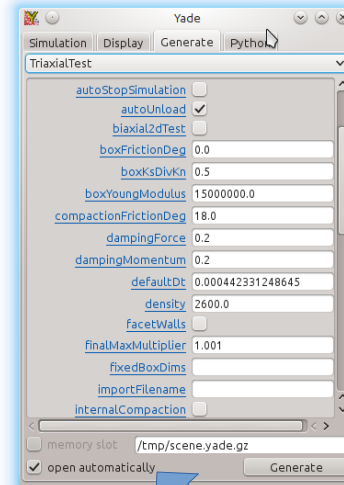 Yade
Simulation Display Generate Python
TriaxialTest
autoStopSimulation
autoUnload
biaxial2dTest
boxFrictionDeg 0.0
boxKsDivKn 0.5
boxYoungModulus 15000000.0
compactionFrictionDeg 18.0
dampingForce 0.2
dampingMomentum 0.2
defaultDt 0.000442331248645
density 2600.0
facetWalls
finalMaxMultiplier 1.001
fixedBoxDims
importFilename
internalCompaction
memory slot /tmp/scene.yade.gz
open automatically Generate